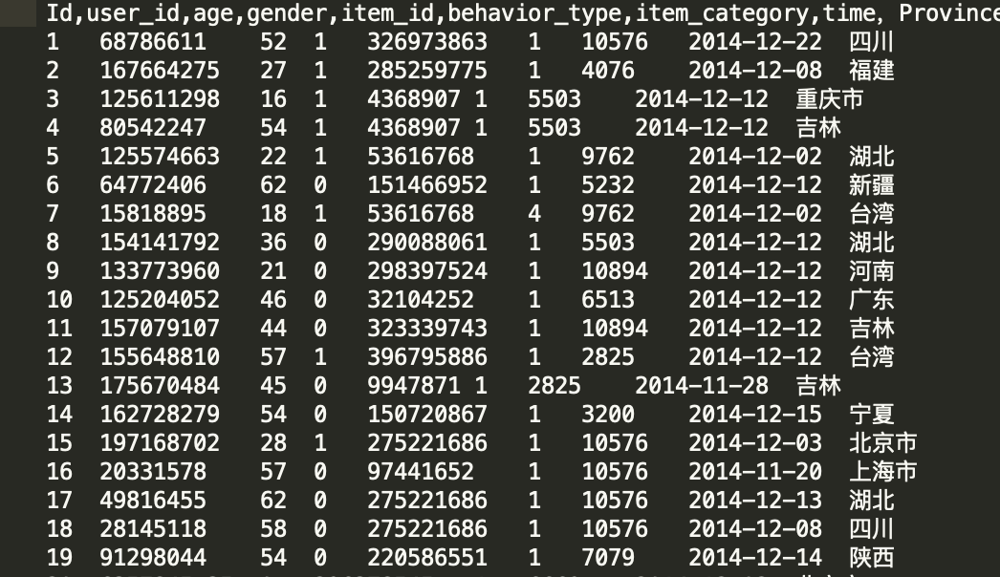 Id,user_id,age,gender,item_id,behavior_type,item_category,time, Province
1 68786611 52 1 326973863 1 10576 2014-12-22 四川
2 167664275 27 1 285259775 1 4076 2014-12-08 福建
3 125611298 16 1 4368907 1 5503 2014-12-12 重庆市
4 80542247 54 1 4368907 1 5503 2014-12-12 吉林
5 125574663 22 1 53616768 1 9762 2014-12-02 湖北
6 64772406 62 0 151466952 1 5232 2014-12-12 新疆
7 15818895 18 1 53616768 4 9762 2014-12-02 台湾
8 154141792 36 0 290088061 1 5503 2014-12-12 湖北
9 133773960 21 0 298397524 1 10894 2014-12-12 河南
10 125204052 46 0 32104252 1 6513 2014-12-12 广东
11 157079107 44 0 323339743 1 10894 2014-12-12 吉林
12 155648810 57 1 396795886 1 2825 2014-12-12 台湾
13 175670484 45 0 9947871 1 2825 2014-11-28 吉林
14 162728279 54 0 150720867 1 3200 2014-12-15 宁夏
15 197168702 28 1 275221686 1 10576 2014-12-03 北京市
16 20331578 57 0 97441652 1 10576 2014-11-20 上海市
17 49816455 62 0 275221686 1 10576 2014-12-13 湖北
18 28145118 58 0 275221686 1 10576 2014-12-08 四川
19 91298044 54 0 220586551 1 7079 2014-12-14 陕西